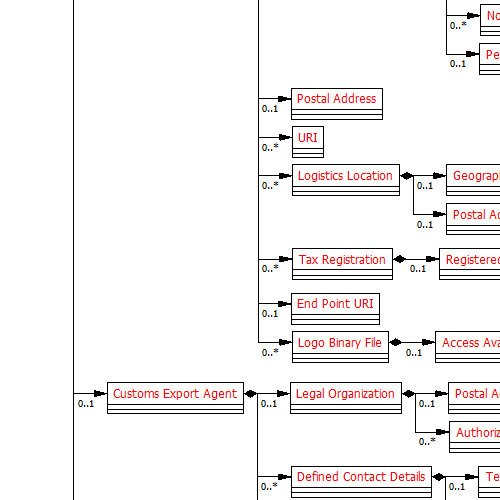 No
0..*
Pe
0..1
Postal Address
0..1
URI
0..*
Logistics Location
Geograp
0..*
0..1
Postal Ac
0..1
Tax Registration
Registered
0..*
0..1
End Point URI
0..1
Logo Binary File
Access Ava
0..*
0..1
Customs Export Agent
Legal Organization
Postal A
0..1
0..1
0..1
Authoriz
0..*
Defined Contact Details
Te
0..*
0..1